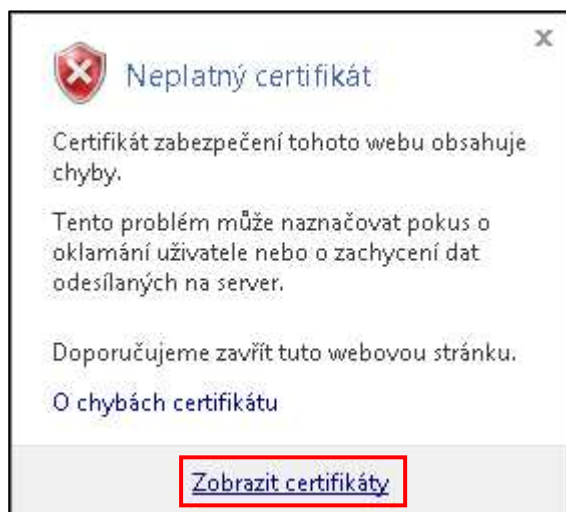 x
Neplatný certifikát
Certifikát zabezpečení tohoto webu obsahuje
chyby.
Tento problém může naznačovat pokus o
oklamání uživatele nebo o zachycení dat
odesílaných na server.
Doporučujeme zavřít tuto webovou stránku.
O chybách certifikátu
Zobrazit certifikáty